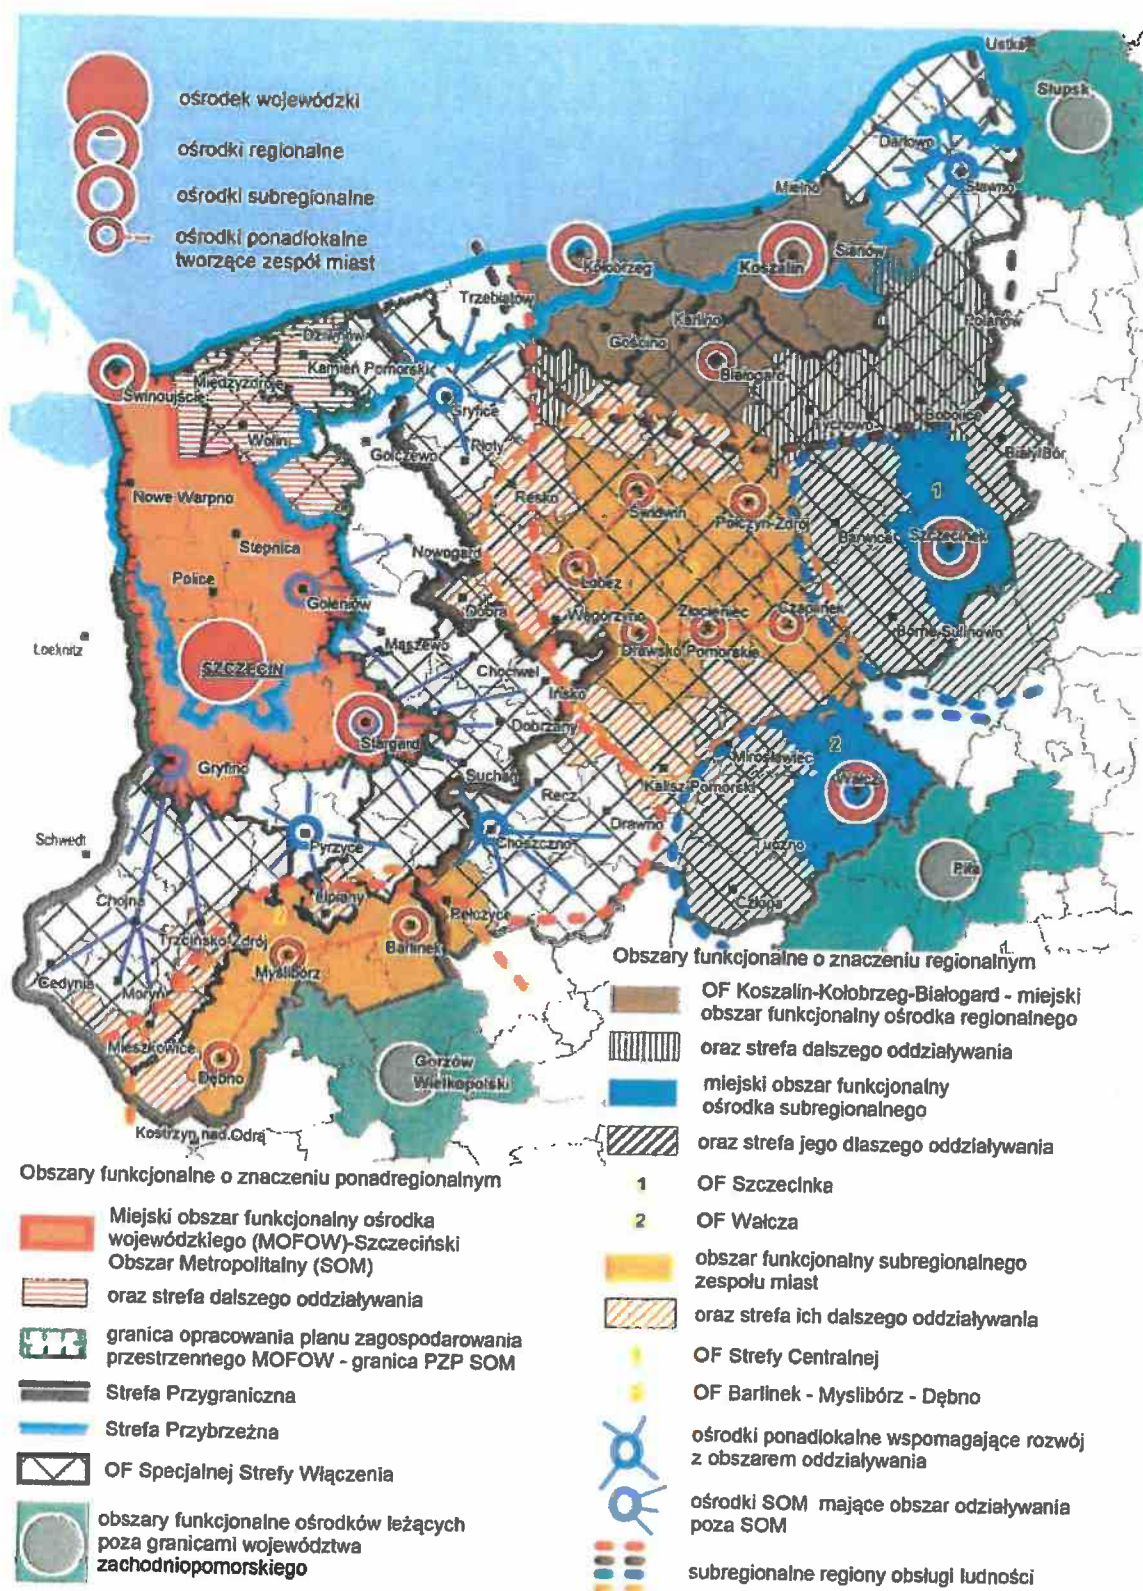 ośrodek wojewódzki
ośrodki regionalne
ośrodki subregionalne
ośrodki ponadlokalne
tworzące zespół miast
Ustka
Słupsk
Darłowo
Sławno
Mielno
Sianów
Kołobrzeg
Koszalin
Trzebiatów
Polanów
Dziwnów
Karlino
Gościno
Kamień Pomorski
Białogard
Świnoujście
Międzyzdroje
Gryfice
Bobolice
Tychowo
Wolin
Płoty
Biały Bór
Golczewo
Nowe Warpno
Resko
Świdwin
Połczyn-Zdrój
1
Barwice
Szczecinek
Stepnica
Nowogard
Police
Łobez
Goleniów
Dobra
Węgorzyno
Złocieniec
Czaplinek
Borne Sulinowo
Loeknitz
Maszewo
Drawsko Pomorskie
SZCZECIN
Chociwel
Ińsko
Dobrzany
1
2
Stargard
Mirosławiec
Gryfino
Suchań
Kalisz Pomorski
Wałcz
Recz
Drawno
Schwedt
Pyrzyce
Choszczno
Tuczno
Piła
Chojna
Lipiany
Człopa
Pełczyce
2
Trzcińsko-Zdrój
Barlinek
Cedynia
Myślibórz
Moryń
Mieszkowice
Gorzów
Wielkopolski
Dębno
Kostrzyn nad Odrą
Obszary funkcjonalne o znaczeniu regionalnym
OF Koszalin-Kołobrzeg-Białogard - miejski
obszar funkcjonalny ośrodka regionalnego
oraz strefa dalszego oddziaływania
miejski obszar funkcjonalny
ośrodka subregionalnego
oraz strefa jego dlaszego oddziaływania
1 OF Szczecinka
2 OF Wałcza
obszar funkcjonalny subregionalnego
zespołu miast
oraz strefa ich dalszego oddziaływania
1 OF Strefy Centralnej
2 OF Barlinek - Myslibórz - Dębno
ośrodki ponadlokalne wspomagające rozwój
z obszarem oddziaływania
ośrodki SOM mające obszar odziaływania
poza SOM
subregionalne regiony obsługi ludności
Obszary funkcjonalne o znaczeniu ponadregionalnym
Miejski obszar funkcjonalny ośrodka
wojewódzkiego (MOFOW)-Szczeciński
Obszar Metropolitalny (SOM)
oraz strefa dalszego oddziaływania
granica opracowania planu zagospodarowania
przestrzennego MOFOW - granica PZP SOM
Strefa Przygraniczna
Strefa Przybrzeżna
OF Specjalnej Strefy Włączenia
obszary funkcjonalne ośrodków leżących
poza granicami województwa
zachodniopomorskiego